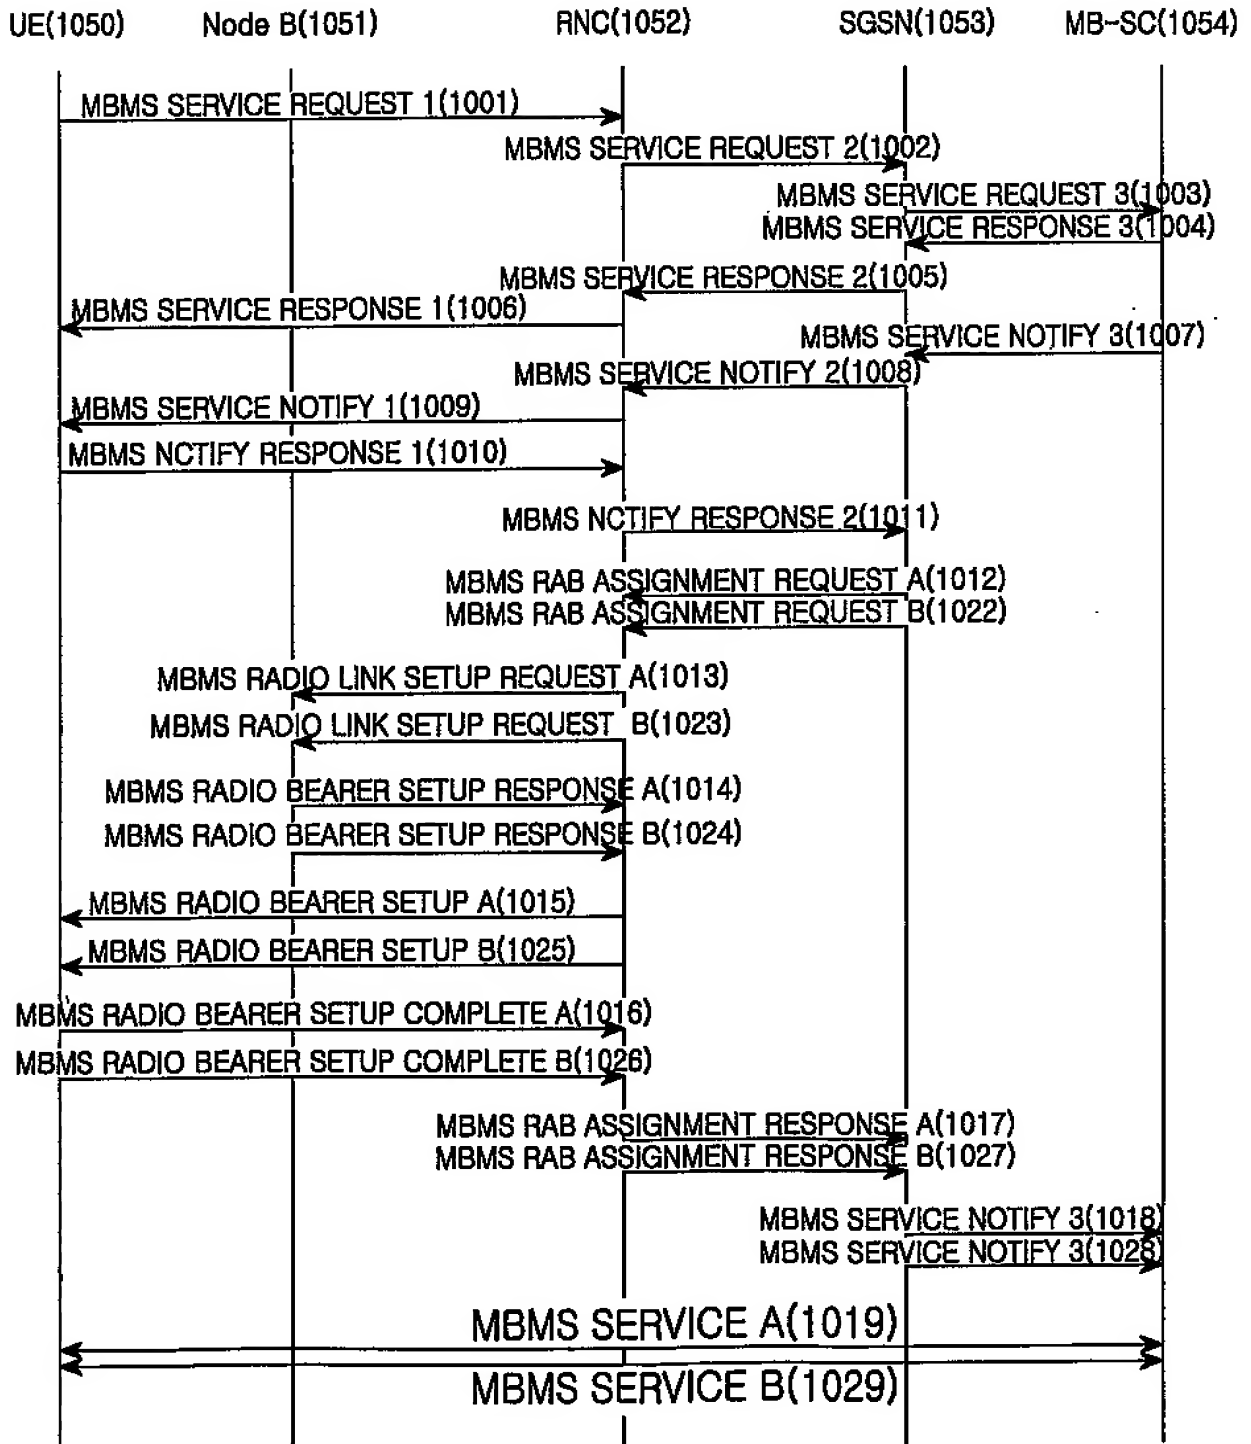 UE(1050) Node B(1051) RNC(1052) SGSN(1053) MB-SC(1054)
MBMS SERVICE REQUEST 1(1001)
MBMS SERVICE REQUEST 2(1002)
MBMS SERVICE REQUEST 3(1003)
MBMS SERVICE RESPONSE 3(1004)
MBMS SERVICE RESPONSE 2(1005)
MBMS SERVICE RESPONSE 1(1006)
MBMS SERVICE NOTIFY 3(1007)
MBMS SERVICE NOTIFY 2(1008)
MBMS SERVICE NOTIFY 1(1009)
MBMS NCTIFY RESPONSE 1(1010)
MBMS NCTIFY RESPONSE 2(1011)
MBMS RAB ASSIGNMENT REQUEST A(1012)
MBMS RAB ASSIGNMENT REQUEST B(1022)
MBMS RADIO LINK SETUP REQUEST A(1013)
MBMS RADIO LINK SETUP REQUEST B(1023)
MBMS RADIO BEARER SETUP RESPONSE A(1014)
MBMS RADIO BEARER SETUP RESPONSE B(1024)
MBMS RADIO BEARER SETUP A(1015)
MBMS RADIO BEARER SETUP B(1025)
MBMS RADIO BEARER SETUP COMPLETE A(1016)
MBMS RADIO BEARER SETUP COMPLETE B(1026)
MBMS RAB ASSIGNMENT RESPONSE A(1017)
MBMS RAB ASSIGNMENT RESPONSE B(1027)
MBMS SERVICE NOTIFY 3(1018)
MBMS SERVICE NOTIFY 3(1028)
MBMS SERVICE A(1019)
MBMS SERVICE B(1029)